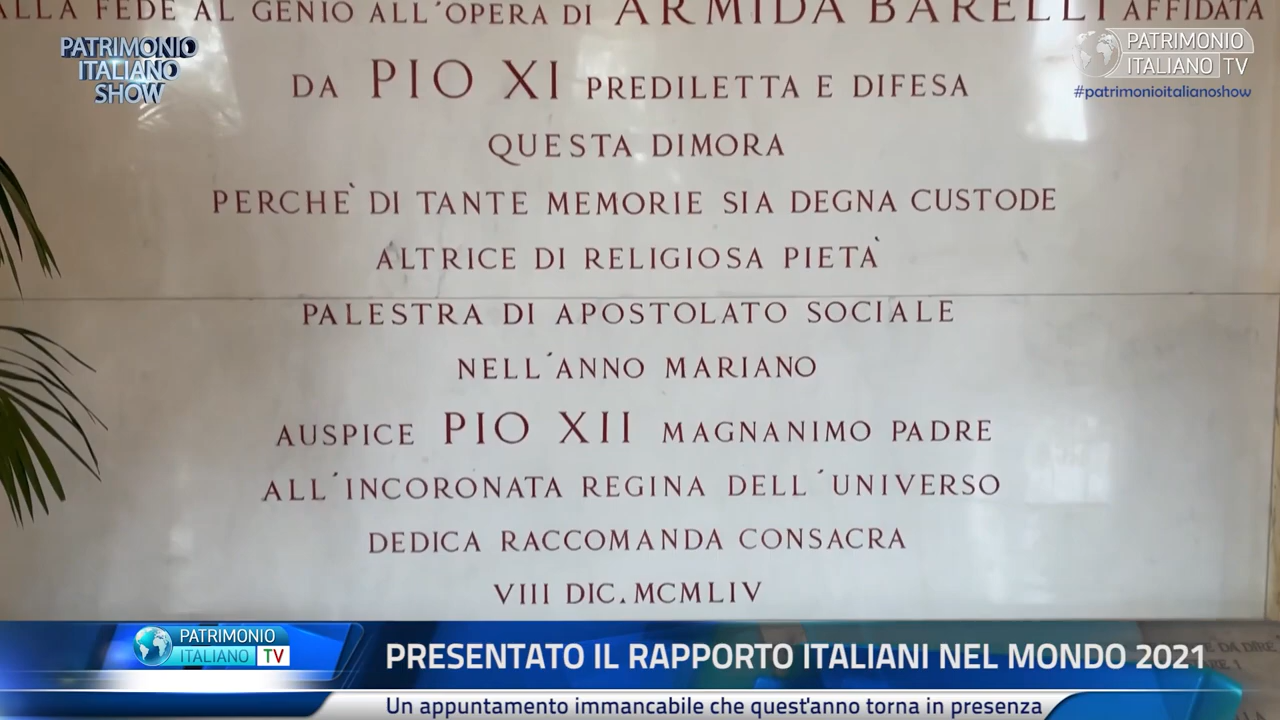 ALLA FEDE AL GENIO ALL'OPERA DI ARMIDA BARELLI AFFIDATA
DA PIO XI PREDILETTA E DIFESA
QUESTA DIMORA
PERCHE` DI TANTE MEMORIE SIA DEGNA CUSTODE
ALTRICE DI RELIGIOSA PIETÀ
PALESTRA DI APOSTOLATO SOCIALE
NELL'ANNO MARIANO
AUSPICE PIO XII MAGNANIMO PADRE
ALL'INCORONATA REGINA DELL'UNIVERSO
DEDICA RACCOMANDA CONSACRA
VIII DIC. MCMLIV
PATRIMONIO
ITALIANO
SHOW
PATRIMONIO
ITALIANO TV
#patrimonioitalianoshow
PATRIMONIO
ITALIANO TV
PRESENTATO IL RAPPORTO ITALIANI NEL MONDO 2021
Un appuntamento immancabile che quest'anno torna in presenza